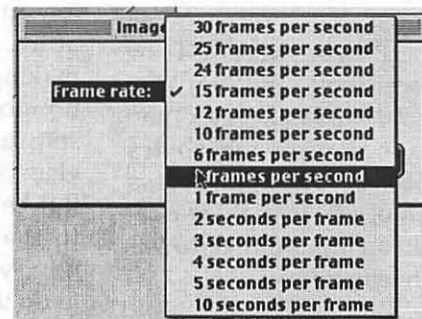 Image
30 frames per second
25 frames per second
24 frames per second
Frame rate: ✓ 15 frames per second
12 frames per second
10 frames per second
6 frames per second
frames per second
1 frame per second
2 seconds per frame
3 seconds per frame
4 seconds per frame
5 seconds per frame
10 seconds per frame